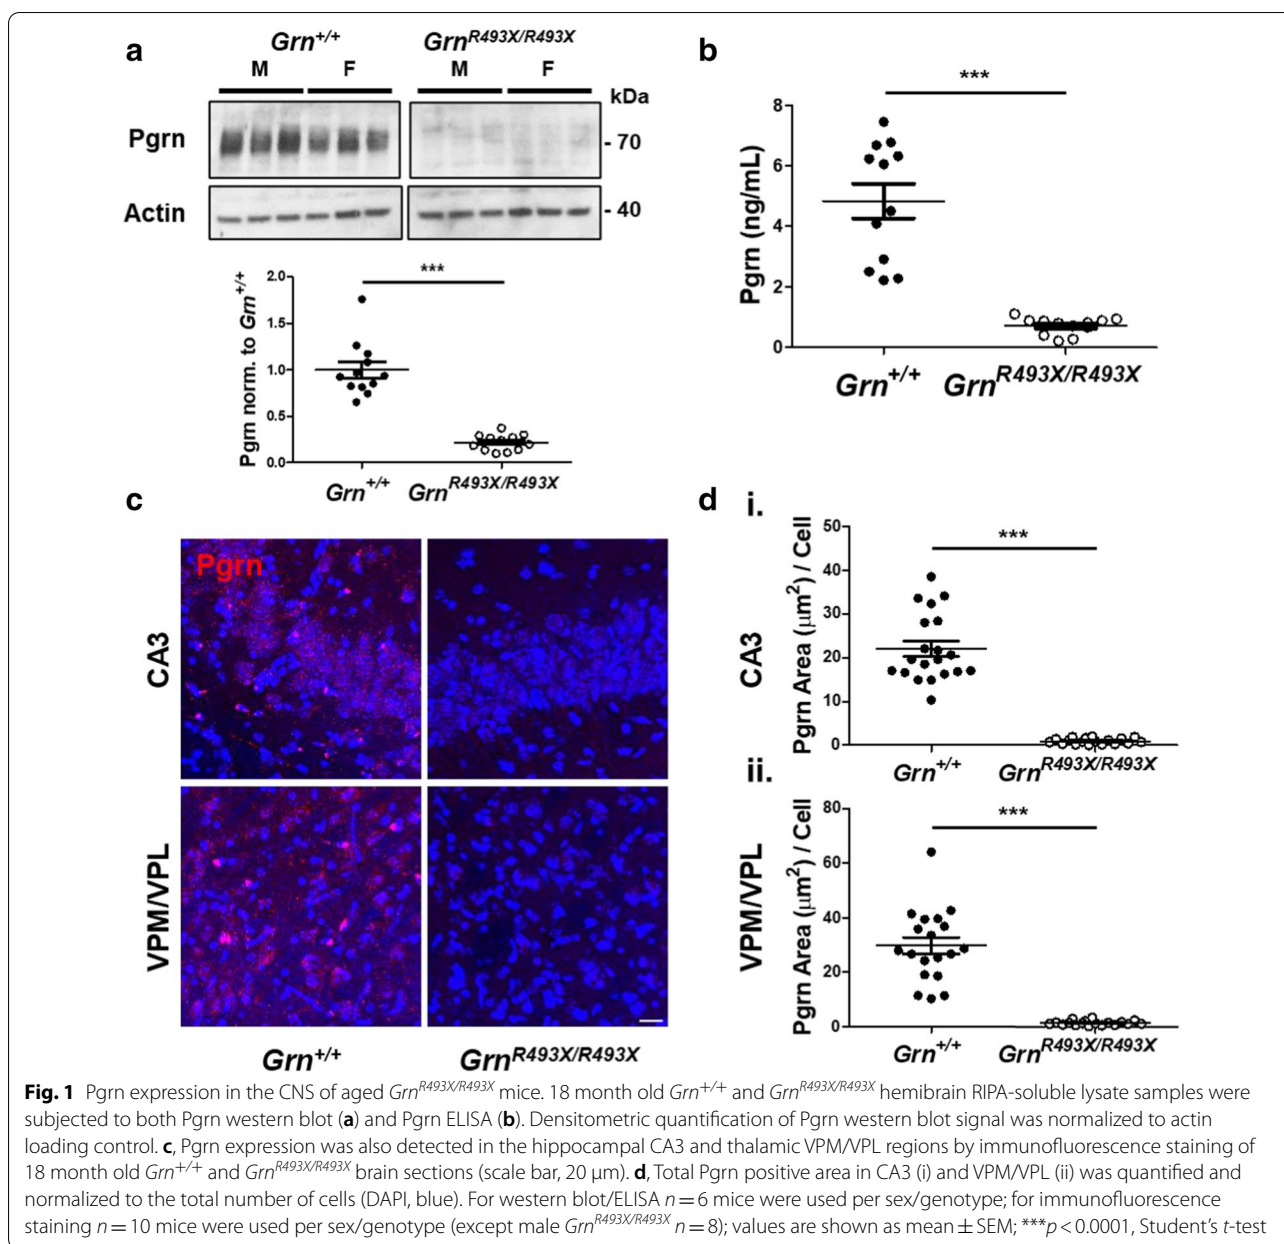 a
Grn+/+ GrnR493X/R493X
M F M F
kDa
Pgrn
- 70
Actin
- 40
***
Pgrn norm. to Grn+/+
2.0
1.5
1.0
0.5
0.0
Grn+/+ GrnR493X/R493X
b
***
Pgrn (ng/mL)
8
6
4
2
0
Grn+/+ GrnR493X/R493X
c
Pgrn
CA3
VPM/VPL
Grn+/+ GrnR493X/R493X
d
i.
CA3
Pgrn Area (μm2) / Cell
50
40
30
20
10
0
***
Grn+/+ GrnR493X/R493X
ii.
VPM/VPL
Pgrn Area (μm2) / Cell
80
60
40
20
0
***
Grn+/+ GrnR493X/R493X
Fig. 1 Pgrn expression in the CNS of aged GrnR493X/R493X mice. 18 month old Grn+/+ and GrnR493X/R493X hemibrain RIPA-soluble lysate samples were
subjected to both Pgrn western blot (a) and Pgrn ELISA (b). Densitometric quantification of Pgrn western blot signal was normalized to actin
loading control. c, Pgrn expression was also detected in the hippocampal CA3 and thalamic VPM/VPL regions by immunofluorescence staining of
18 month old Grn+/+ and GrnR493X/R493X brain sections (scale bar, 20 μm). d, Total Pgrn positive area in CA3 (i) and VPM/VPL (ii) was quantified and
normalized to the total number of cells (DAPI, blue). For western blot/ELISA n = 6 mice were used per sex/genotype; for immunofluorescence
staining n = 10 mice were used per sex/genotype (except male GrnR493X/R493X n = 8); values are shown as mean ± SEM; ***p < 0.0001, Student's t-test